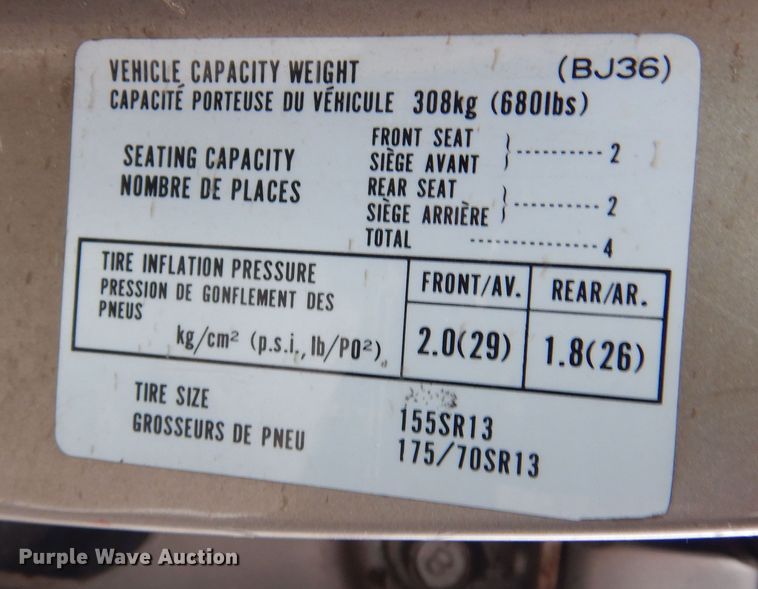 VEHICLE CAPACITY WEIGHT (BJ36)
CAPACITÉ PORTEUSE DU VÉHICULE 308kg (680lbs)
SEATING CAPACITY
NOMBRE DE PLACES
FRONT SEAT
SIÈGE AVANT } ---------- 2
REAR SEAT
SIÈGE ARRIÈRE } ---------- 2
TOTAL ---------------- 4
TIRE INFLATION PRESSURE
PRESSION DE GONFLEMENT DES
PNEUS
kg/cm² (p.s.i., lb/PO²)
FRONT/AV. REAR/AR.
2.0(29) 1.8(26)
TIRE SIZE
GROSSEURS DE PNEU
155SR13
175/70SR13
Purple Wave Auction